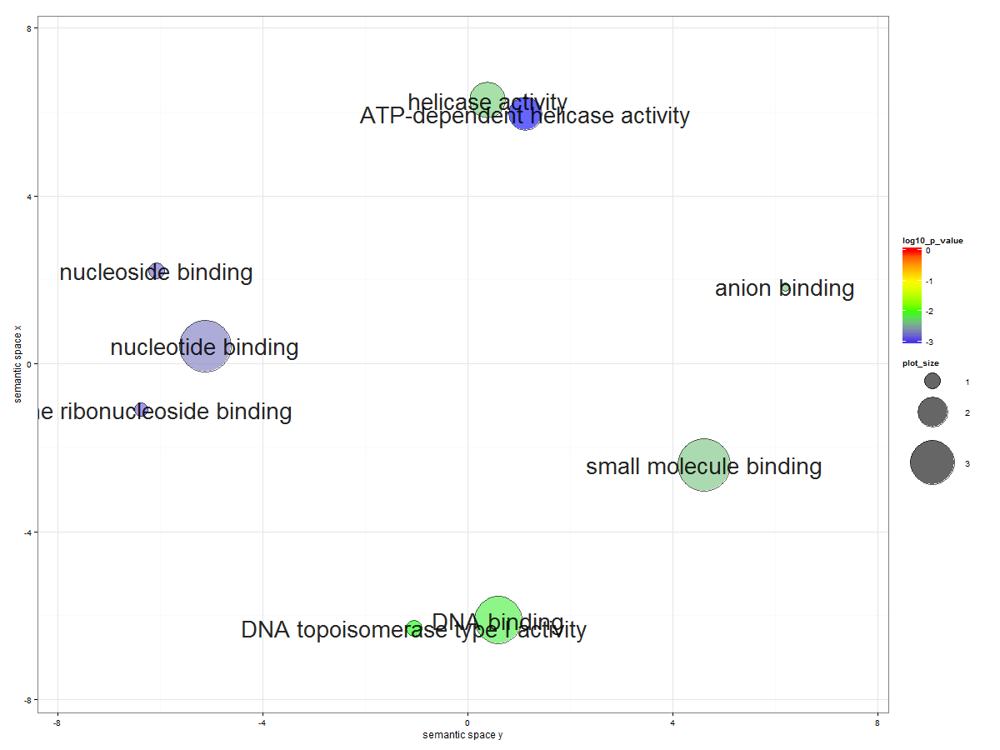 8
helicase activity
ATP-dependent helicase activity
4
nucleoside binding
anion binding
nucleotide binding
0
e ribonucleoside binding
small molecule binding
-4
DNA binding
DNA topoisomerase type I activity
-8
semantic space x
-8
-4
0
4
8
semantic space y
log10_p_value
0
-1
-2
-3
plot_size
1
2
3